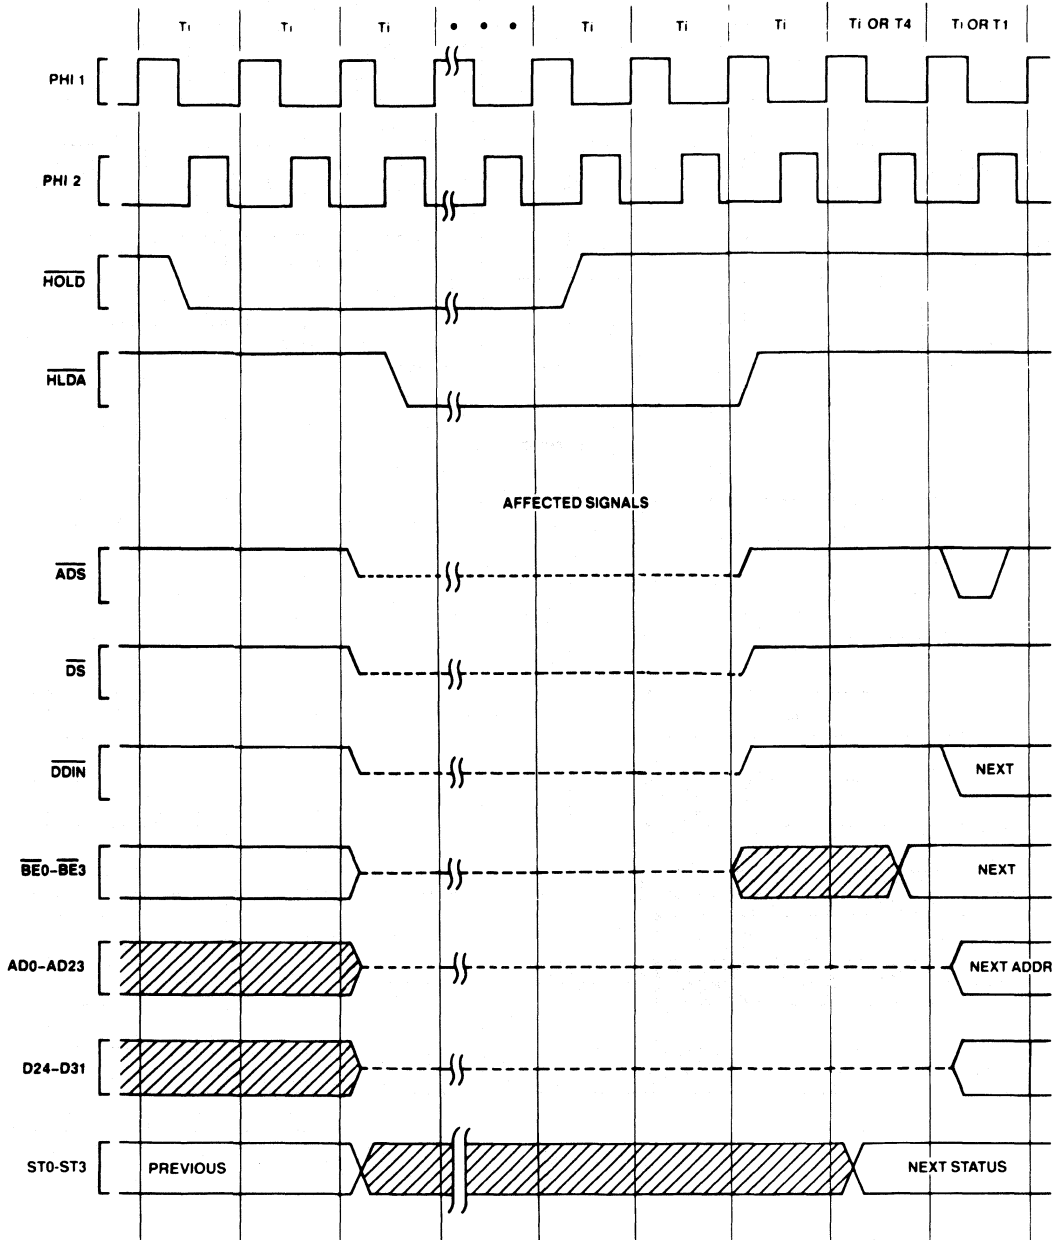 Ti Ti Ti • • • Ti Ti Ti Ti OR T4 Ti OR T1
PHI 1
PHI 2
HOLD
HLDA
AFFECTED SIGNALS
ADS
DS
DDIN
NEXT
BE0-BE3
NEXT
AD0-AD23
NEXT ADDR
D24-D31
ST0-ST3
PREVIOUS
NEXT STATUS